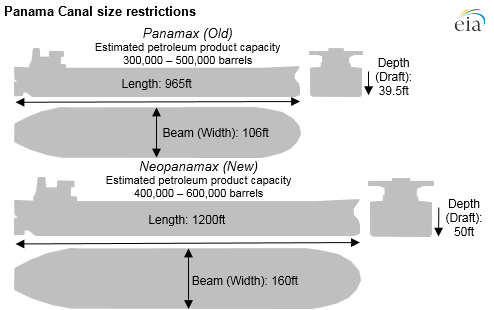 Panama Canal size restrictions
eia
Panamax (Old)
Estimated petroleum product capacity
300,000 – 500,000 barrels
Length: 965ft
Depth
(Draft):
39.5ft
Beam (Width): 106ft
Neopanamax (New)
Estimated petroleum product capacity
400,000 – 600,000 barrels
Length: 1200ft
Depth
(Draft):
50ft
Beam (Width): 160ft